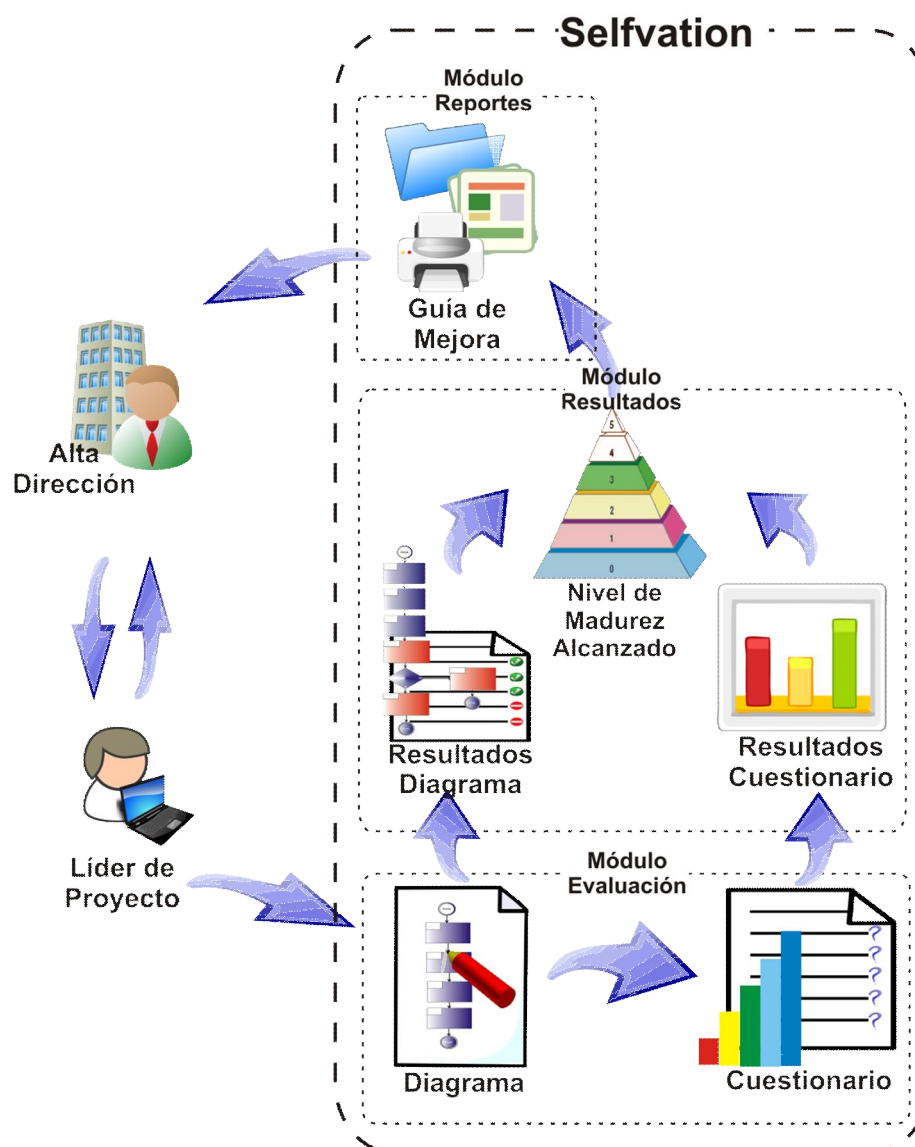 Selfvation
Módulo
Reportes
Guía de
Mejora
Alta
Dirección
Módulo
Resultados
5
4
3
2
1
0
Nivel de
Madurez
Alcanzado
Resultados
Diagrama
Resultados
Cuestionario
Líder de
Proyecto
Módulo
Evaluación
?
?
?
?
?
Diagrama
Cuestionario